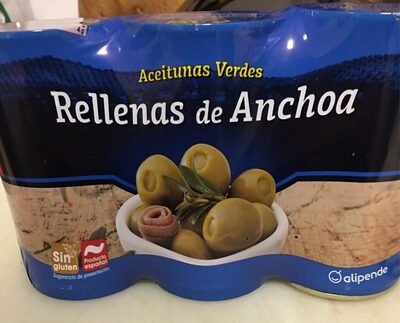 Aceitunas Verdes
Rellenas de Anchoa
Sin
gluten
Producto
español
Sugerencia de presentación
alipende